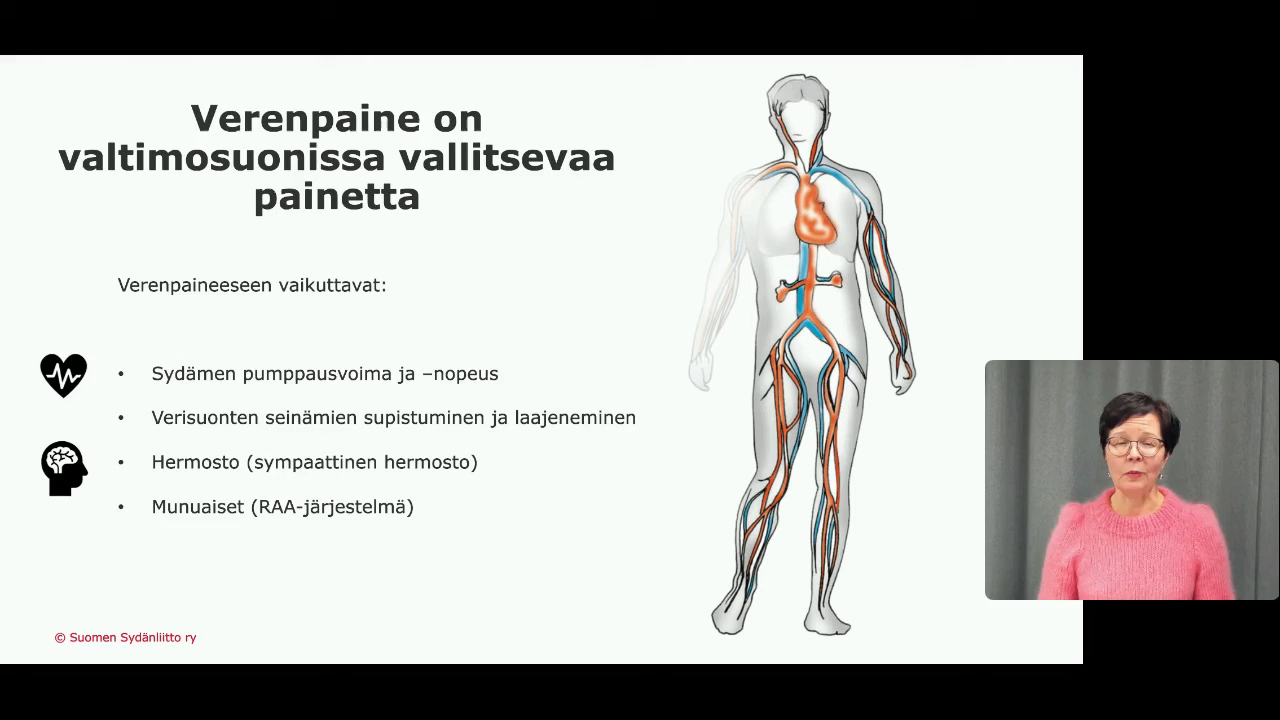 Verenpaine on
valtimosuonissa vallitsevaa
painetta
Verenpaineeseen vaikuttavat:
• Sydämen pumppausvoima ja –nopeus
• Verisuonten seinämien supistuminen ja laajeneminen
• Hermosto (sympaattinen hermosto)
• Munuaiset (RAA-järjestelmä)
© Suomen Sydänliitto ry